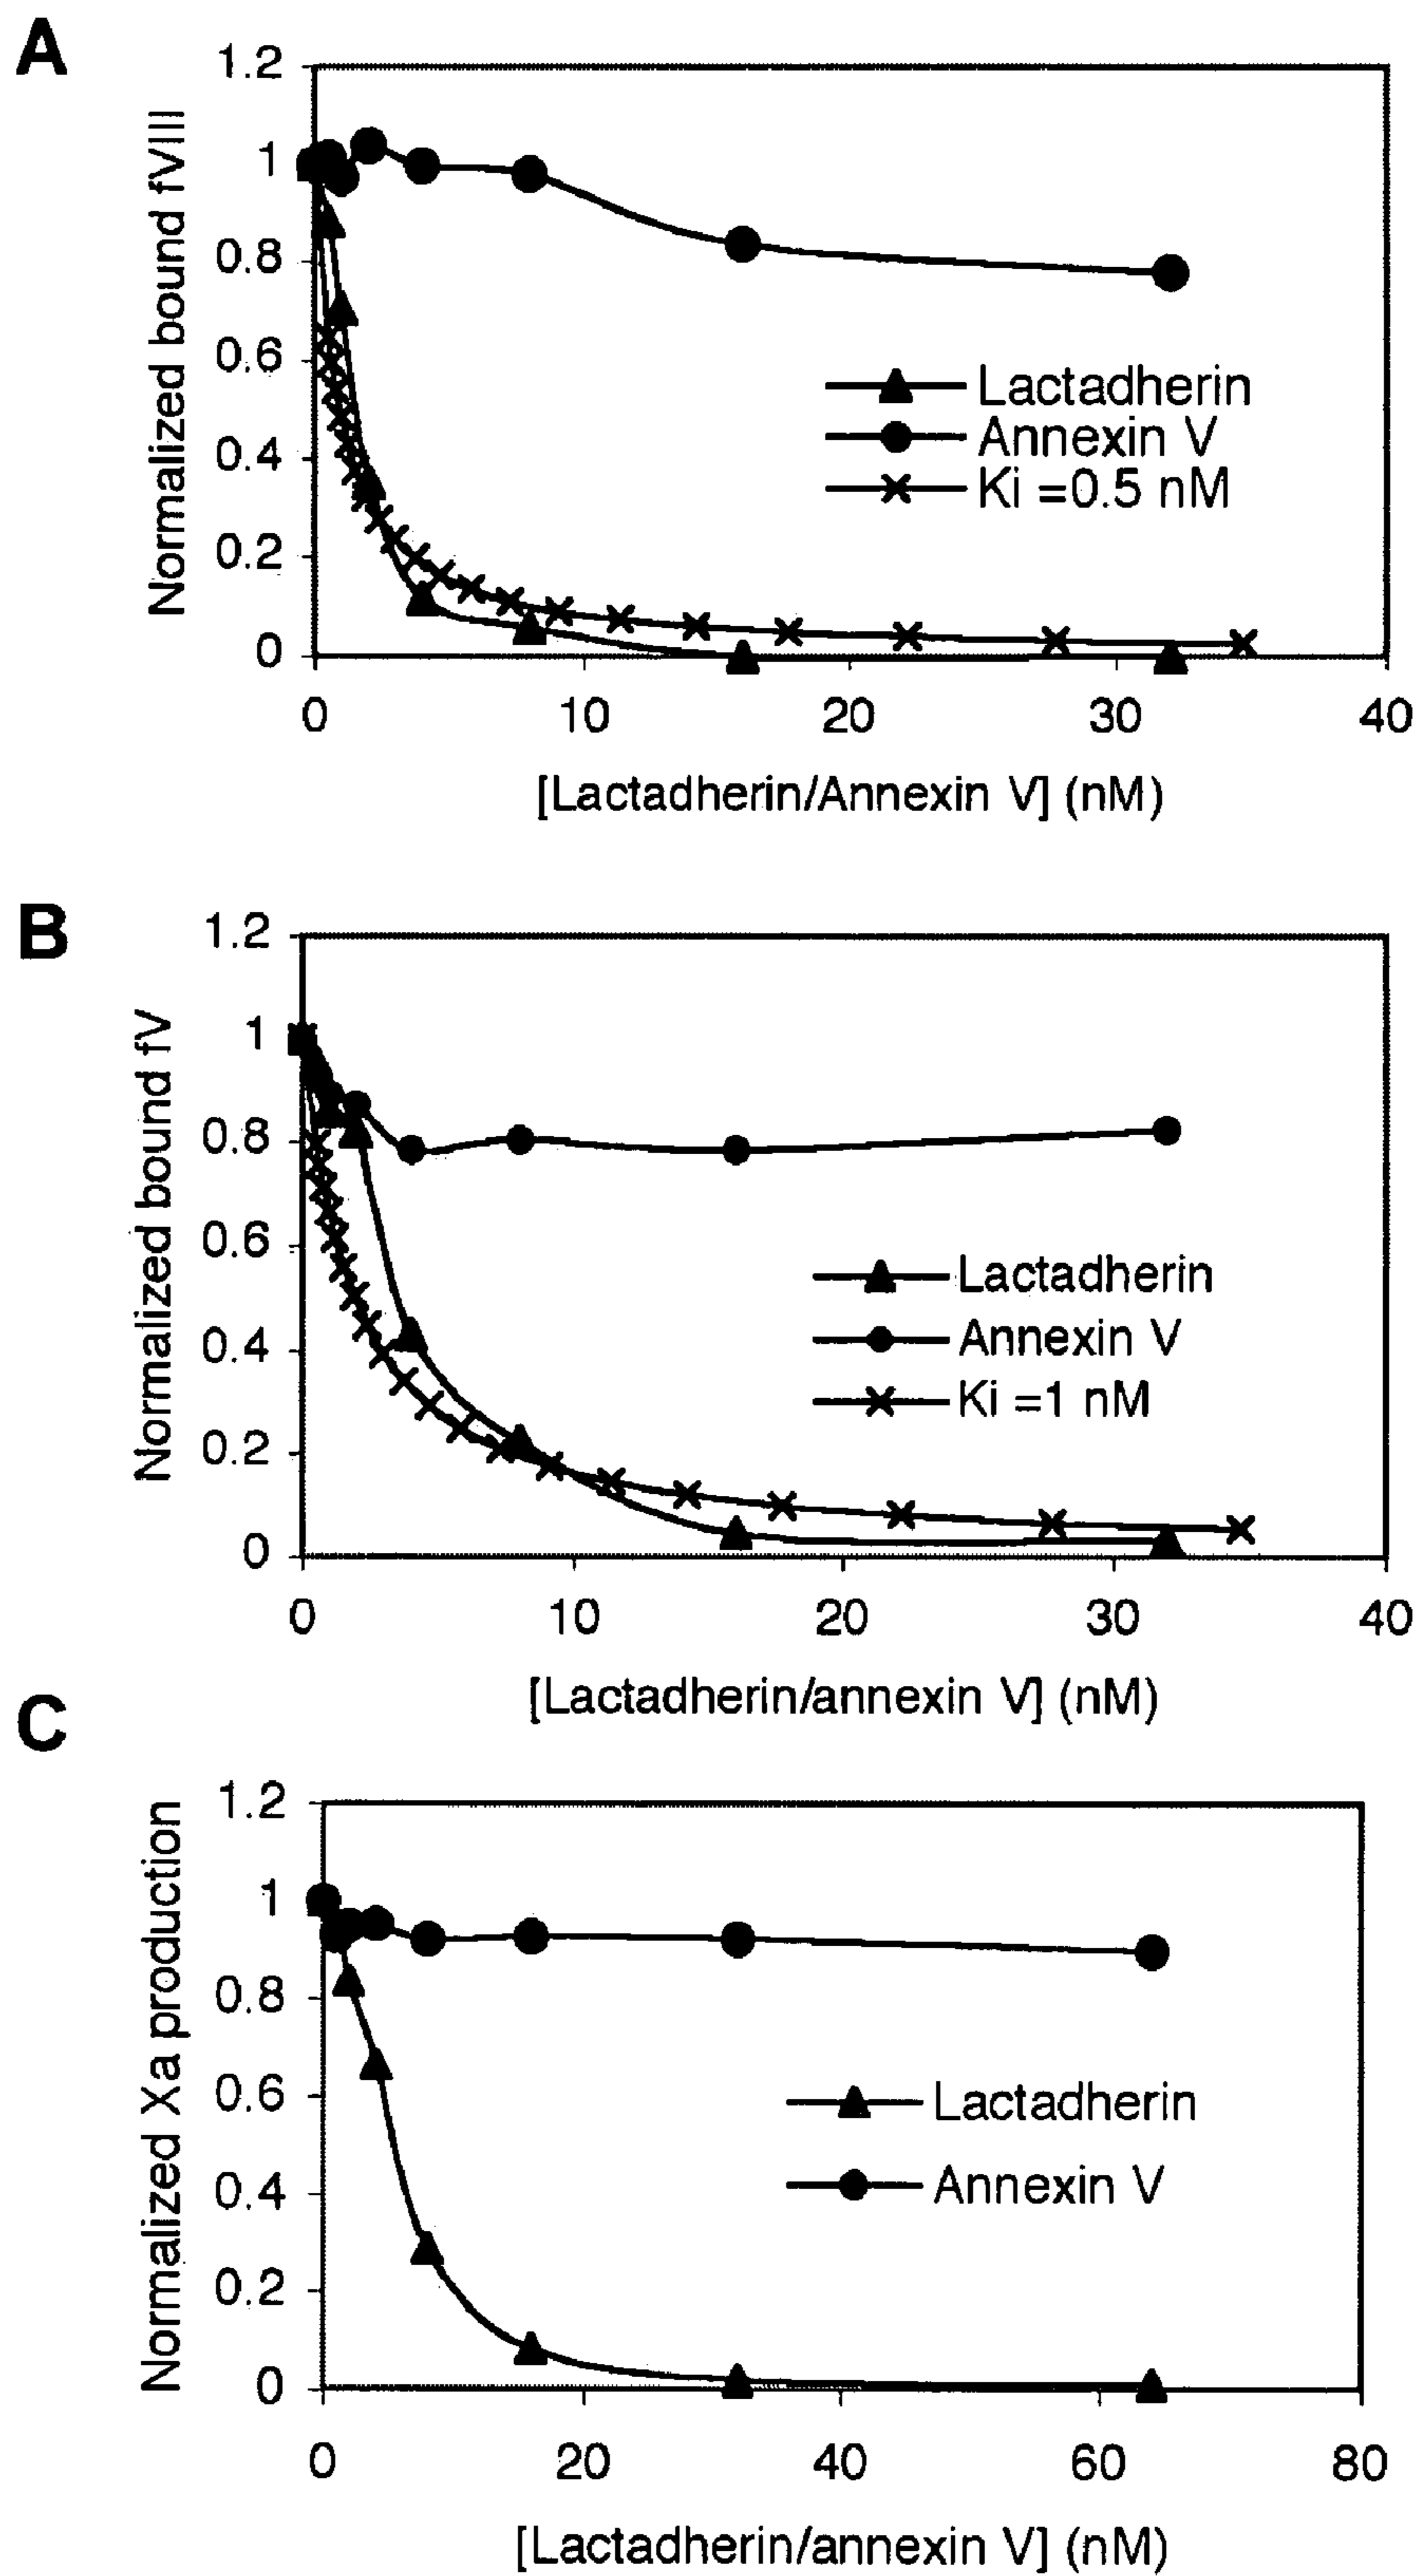 A
1.2
1
0.8
0.6
0.4
0.2
0
Normalized bound fVIII
Lactadherin
Annexin V
Ki =0.5 nM
0 10 20 30 40
[Lactadherin/Annexin V] (nM)
B
1.2
1
0.8
0.6
0.4
0.2
0
Normalized bound fV
Lactadherin
Annexin V
Ki =1 nM
0 10 20 30 40
[Lactadherin/annexin V] (nM)
C
1.2
1
0.8
0.6
0.4
0.2
0
Normalized Xa production
Lactadherin
Annexin V
0 20 40 60 80
[Lactadherin/annexin V] (nM)